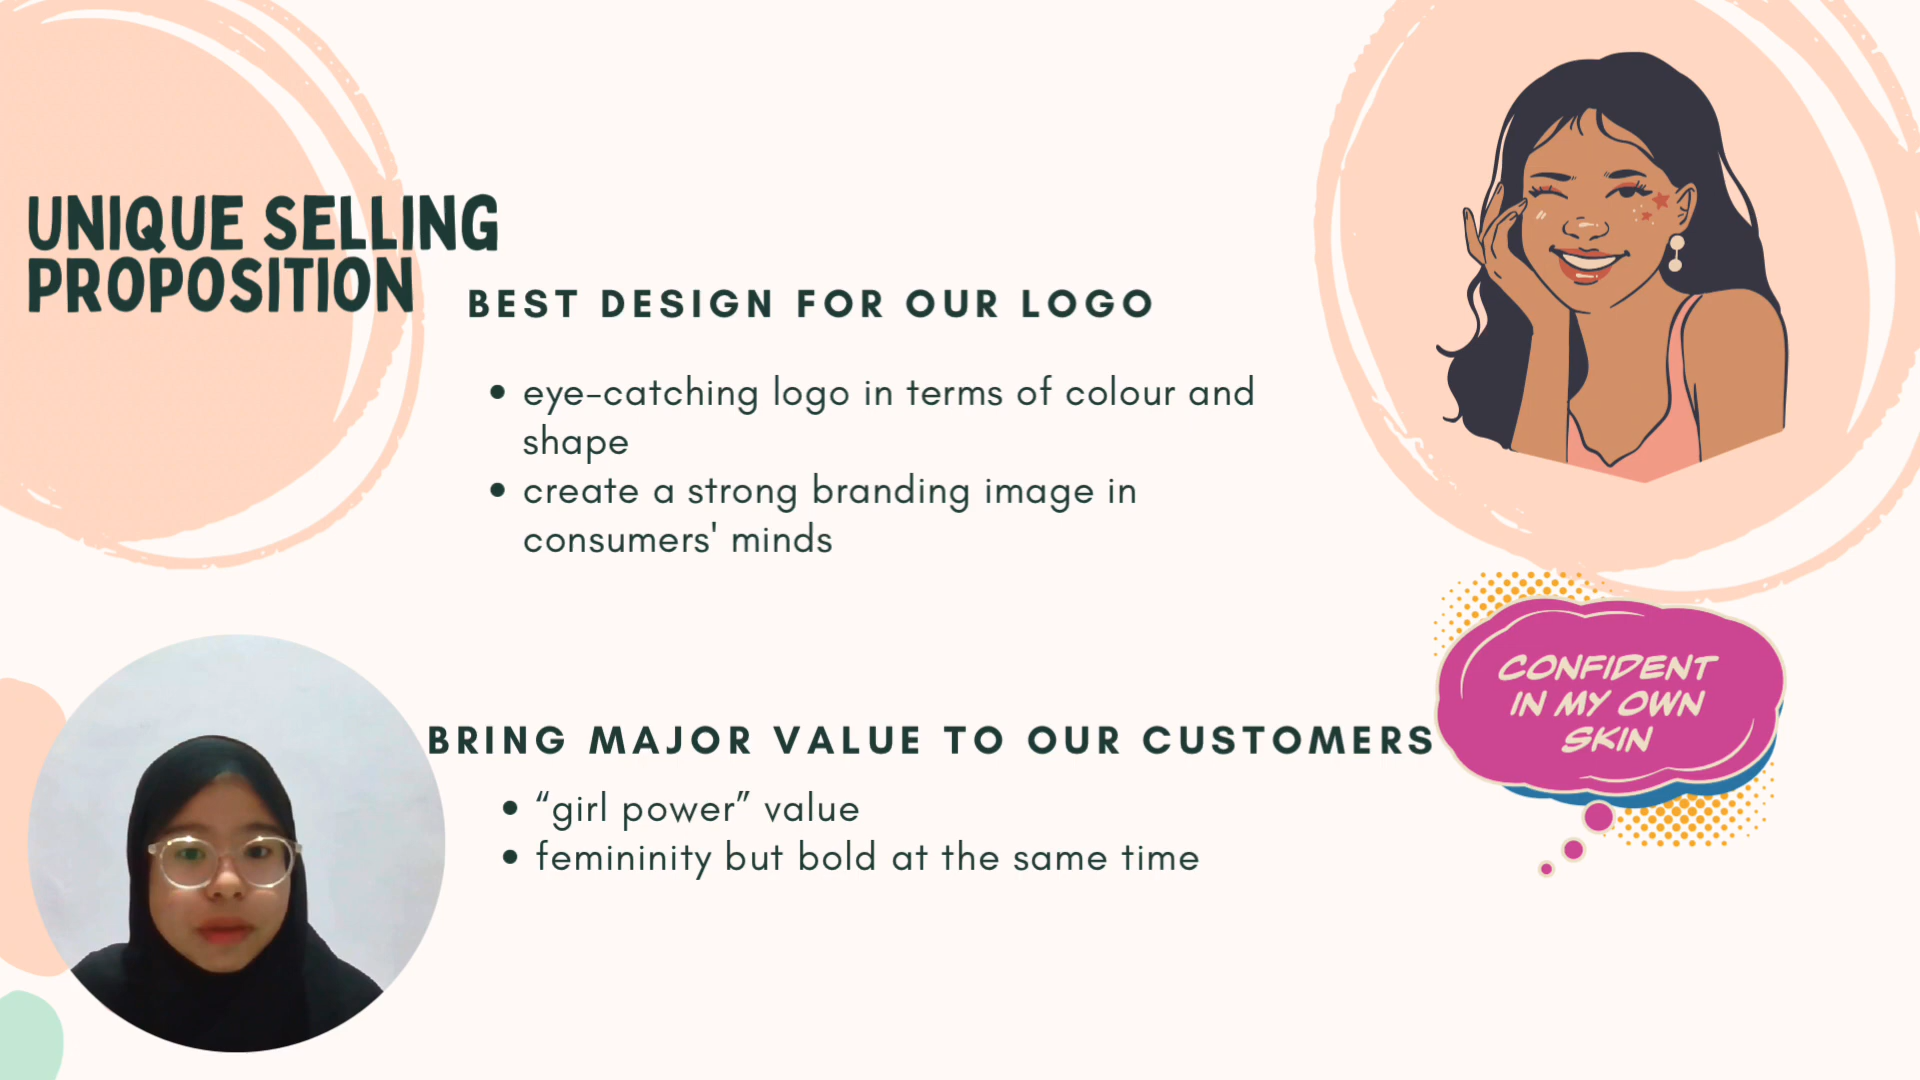 UNIQUE SELLING
PROPOSITION
BEST DESIGN FOR OUR LOGO
• eye-catching logo in terms of colour and
shape
• create a strong branding image in
consumers' minds
BRING MAJOR VALUE TO OUR CUSTOMERS
• “girl power” value
• femininity but bold at the same time
CONFIDENT
IN MY OWN
SKIN